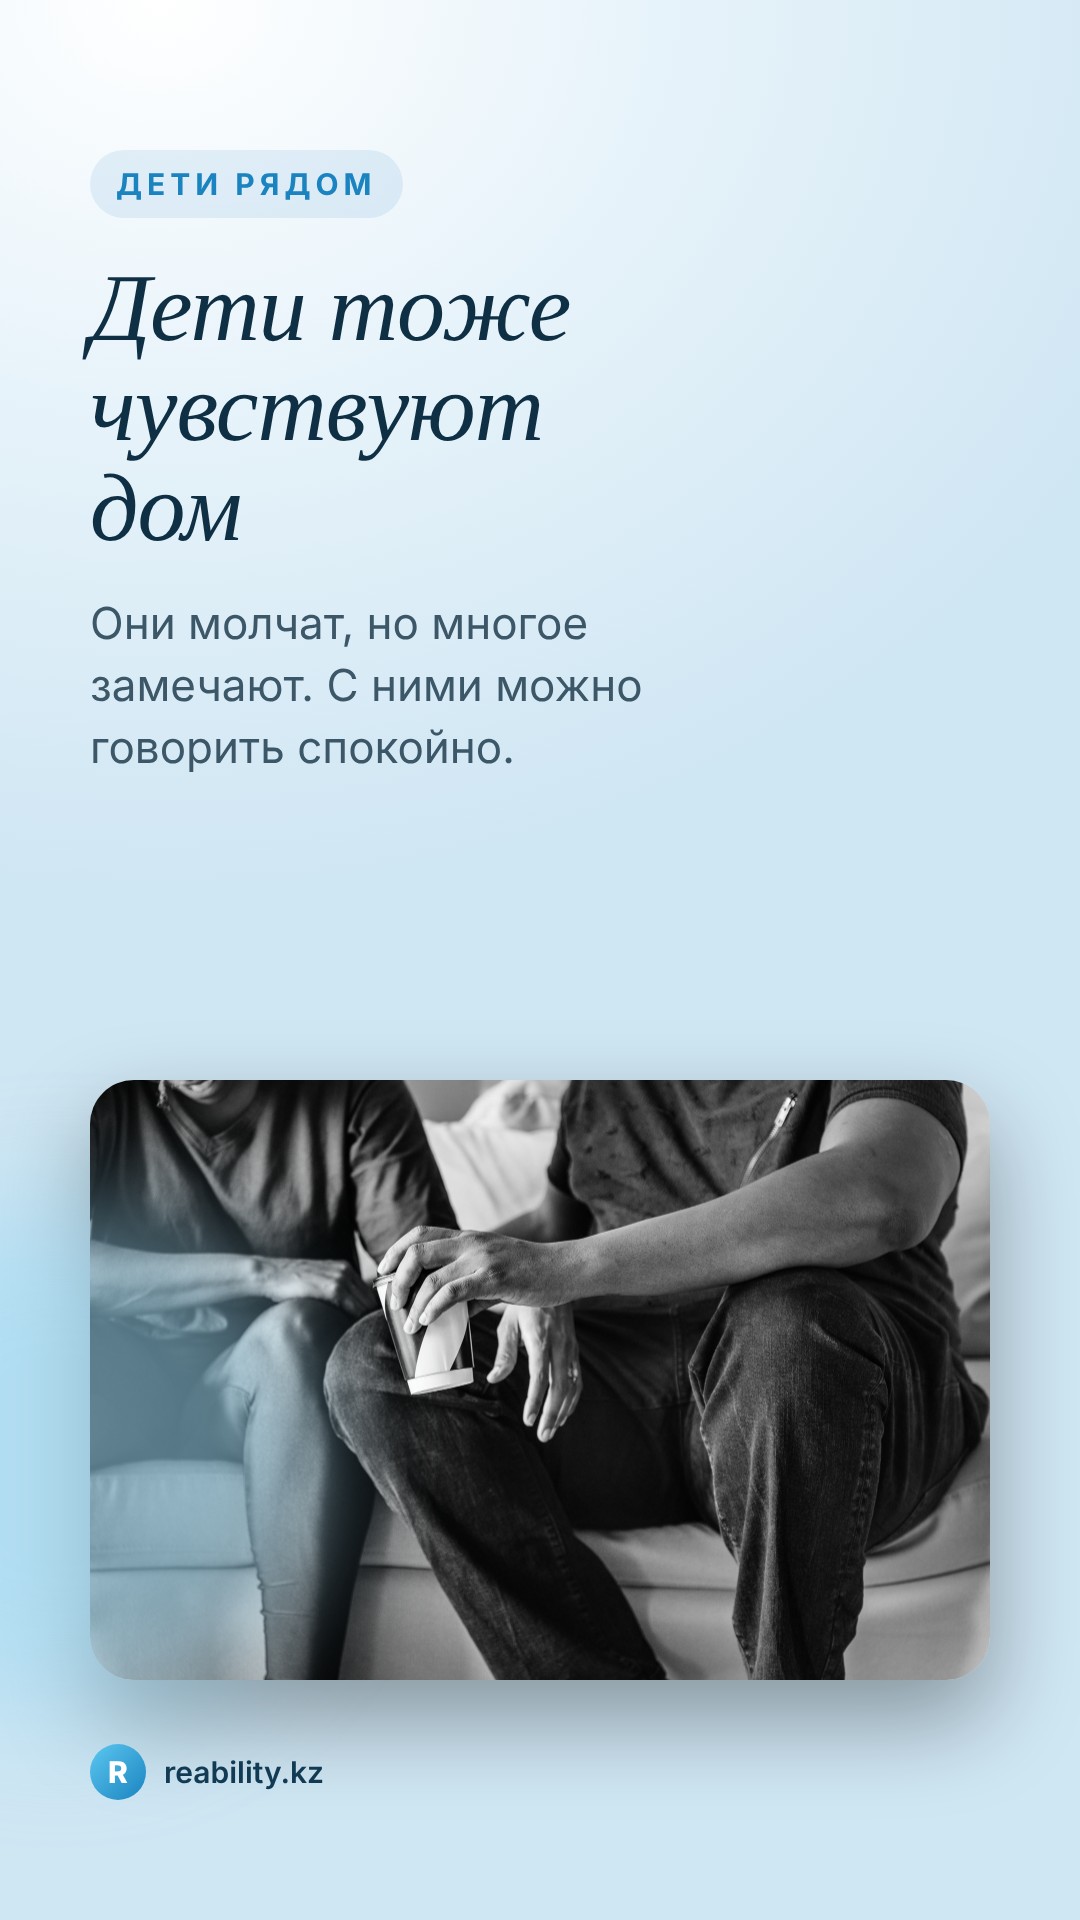 ДЕТИ РЯДОМ
Дети тоже
чувствуют
дом
Они молчат, но многое
замечают. С ними можно
говорить спокойно.
R reability.kz